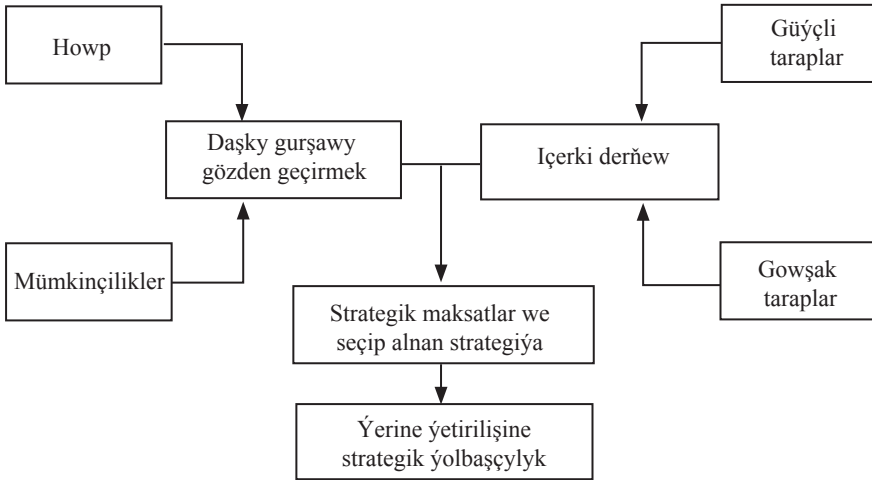 Howp
Güýçli
taraplar
Daşky gurşawy
gözden geçirmek
Içerki derňew
Mümkinçilikler
Gowşak
taraplar
Strategik maksatlar we
seçip alnan strategiýa
Ýerine ýetirilişine
strategik ýolbaşçylyk